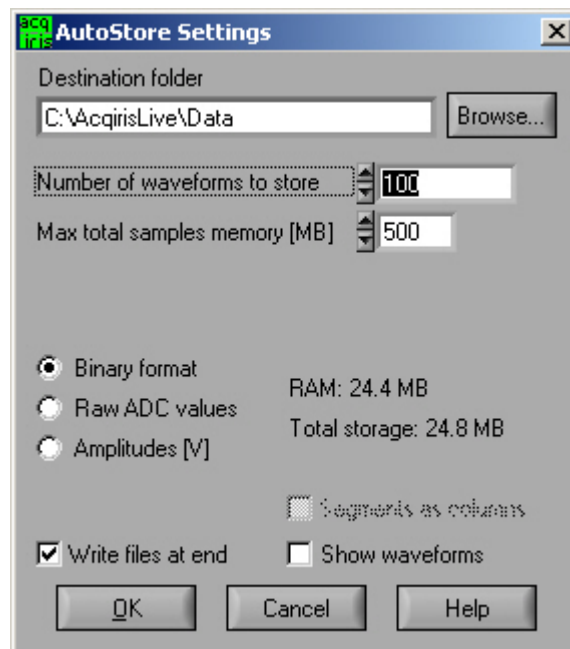 acq
iris
AutoStore Settings
Destination folder
C:\AcqirisLive\Data
Browse...
Number of waveforms to store
100
Max total samples memory [MB]
500
Binary format
Raw ADC values
Amplitudes [V]
RAM: 24.4 MB
Total storage: 24.8 MB
Segments as columns
Write files at end
Show waveforms
OK
Cancel
Help